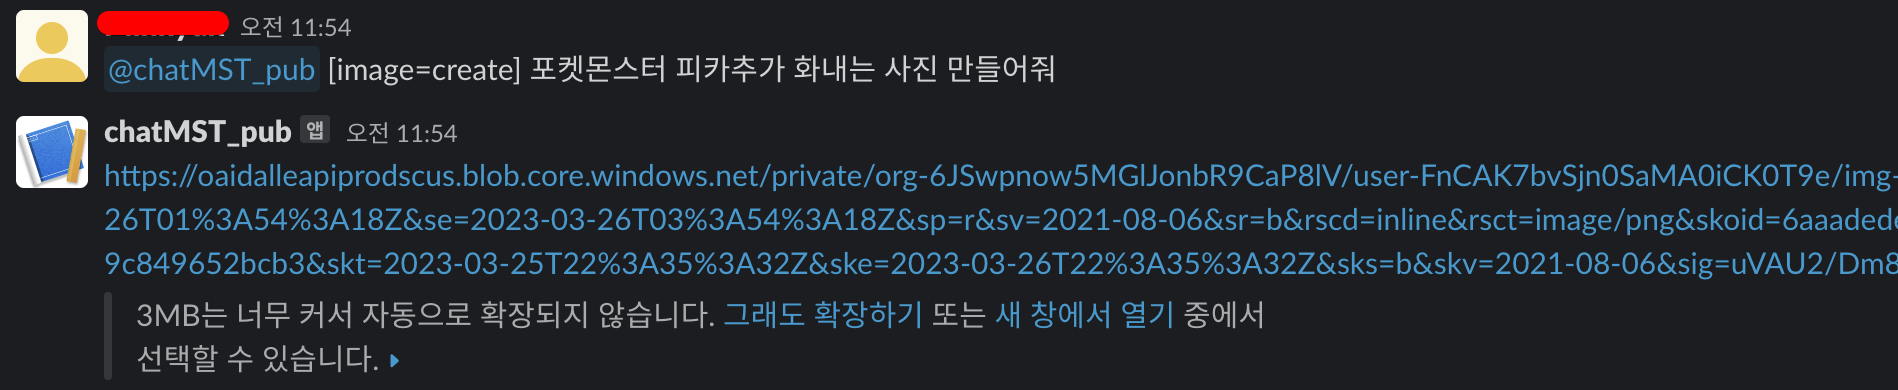 오전 11:54
@chatMST_pub [image=create] 포켓몬스터 피카추가 화내는 사진 만들어줘
chatMST_pub 앱 오전 11:54
https://oaidalleapiprodscus.blob.core.windows.net/private/org-6JSwpnow5MGlJonbR9CaP8lV/user-FnCAK7bvSjn0SaMA0iCK0T9e/img-
26T01%3A54%3A18Z&se=2023-03-26T03%3A54%3A18Z&sp=r&sv=2021-08-06&sr=b&rscd=inline&rsct=image/png&skoid=6aaadede
9c849652bcb3&skt=2023-03-25T22%3A35%3A32Z&ske=2023-03-26T22%3A35%3A32Z&sks=b&skv=2021-08-06&sig=uVAU2/Dm8
3MB는 너무 커서 자동으로 확장되지 않습니다. 그래도 확장하기 또는 새 창에서 열기 중에서
선택할 수 있습니다.